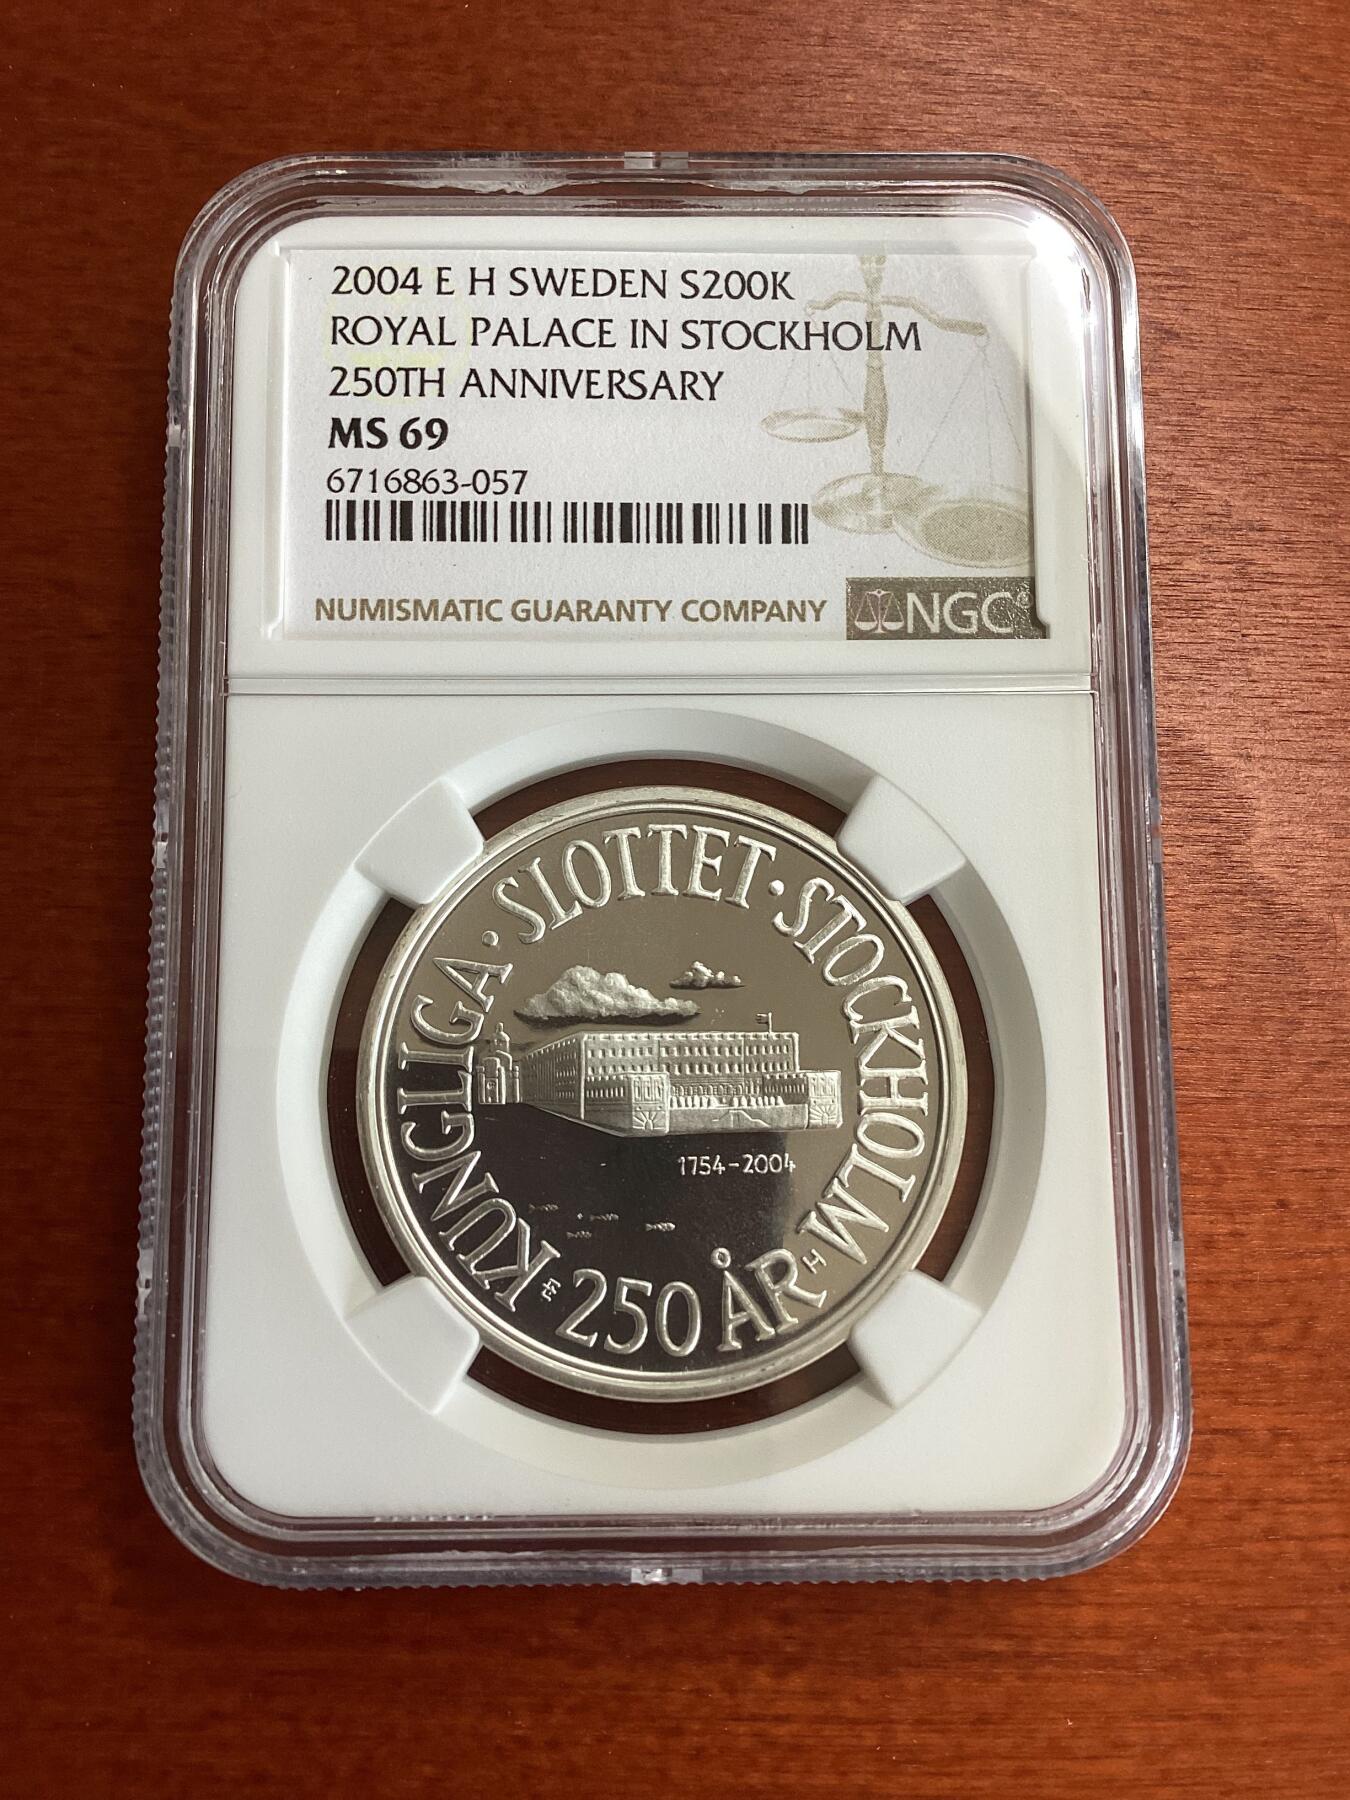 2004 E H SWEDEN S200K
ROYAL PALACE IN STOCKHOLM
250TH ANNIVERSARY
MS 69
6716863-057
NUMISMATIC GUARANTY COMPANY
NGC®
KUNGLIGA · SLOTTET · STOCKHOLM
1754-2004
H
250 ÅR